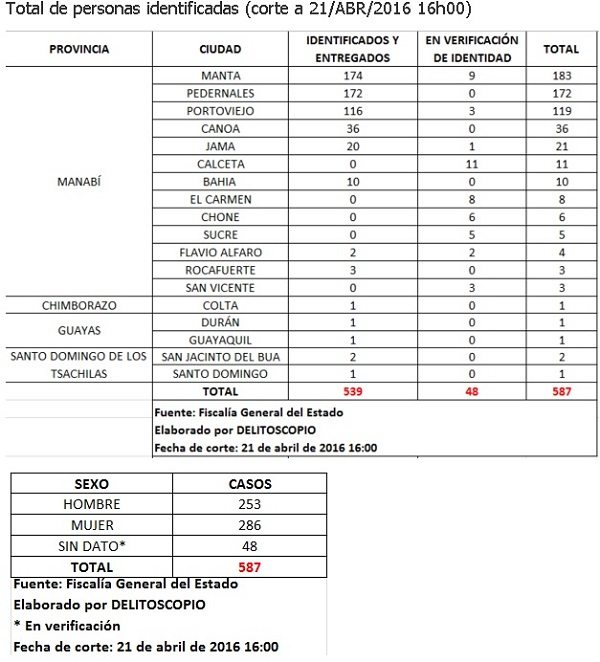 Total de personas identificadas (corte a 21/ABR/2016 16h00)
PROVINCIA CIUDAD IDENTIFICADOS Y ENTREGADOS EN VERIFICACIÓN DE IDENTIDAD TOTAL
MANABÍ
MANTA 174 9 183
PEDERNALES 172 0 172
PORTOVIEJO 116 3 119
CANOA 36 0 36
JAMA 20 1 21
CALCETA 0 11 11
BAHIA 10 0 10
EL CARMEN 0 8 8
CHONE 0 6 6
SUCRE 0 5 5
FLAVIO ALFARO 2 2 4
ROCAFUERTE 3 0 3
SAN VICENTE 0 3 3
CHIMBORAZO COLTA 1 0 1
GUAYAS
DURÁN 1 0 1
GUAYAQUIL 1 0 1
SANTO DOMINGO DE LOS TSACHILAS
SAN JACINTO DEL BUA 2 0 2
SANTO DOMINGO 1 0 1
TOTAL 539 48 587
Fuente: Fiscalía General del Estado
Elaborado por DELITOSCOPIO
Fecha de corte: 21 de abril de 2016 16:00
SEXO CASOS
HOMBRE 253
MUJER 286
SIN DATO* 48
TOTAL 587
Fuente: Fiscalía General del Estado
Elaborado por DELITOSCOPIO
* En verificación
Fecha de corte: 21 de abril de 2016 16:00